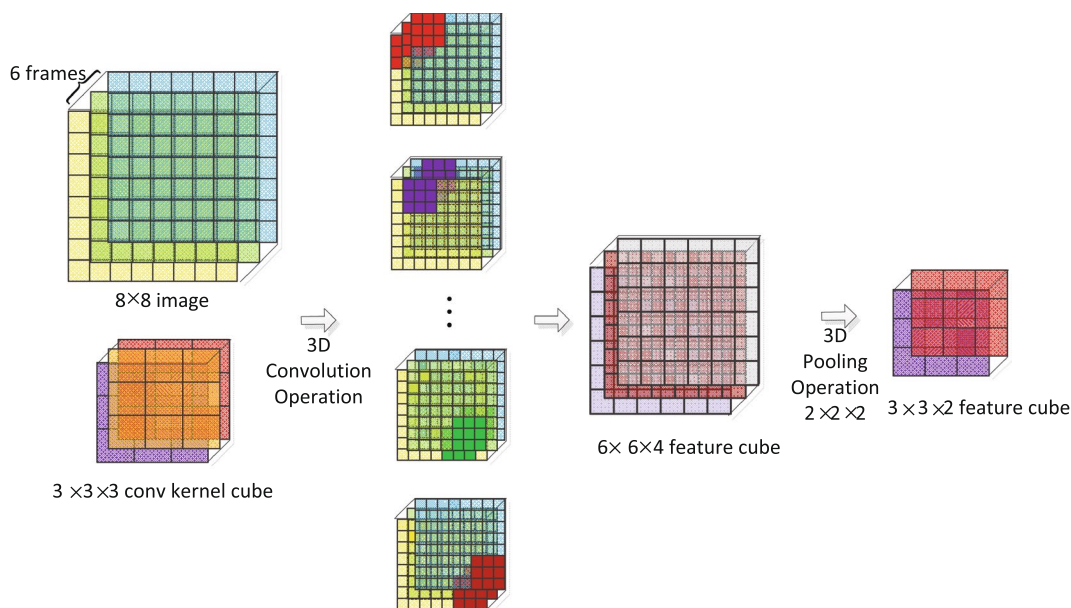 6 frames
8×8 image
3 ×3×3 conv kernel cube
3D
Convolution
Operation
6× 6×4 feature cube
3D
Pooling
Operation
2 ×2×2
3×3×2 feature cube